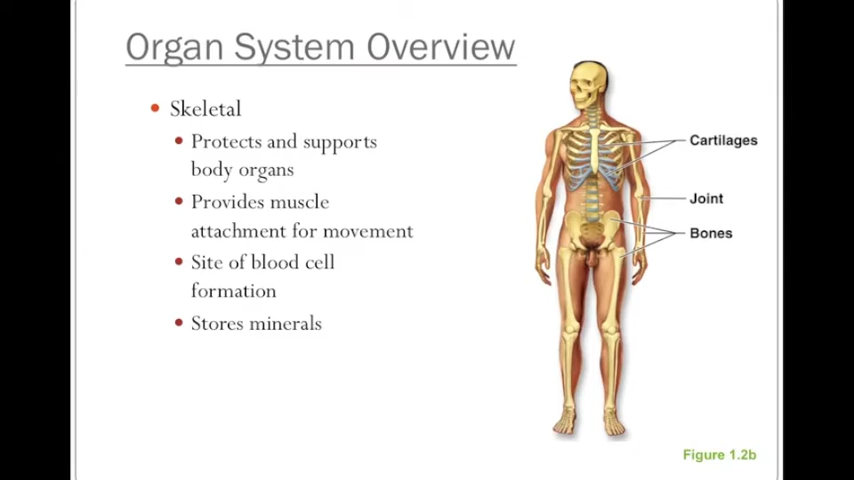 Organ System Overview
Skeletal
Protects and supports
body organs
Provides muscle
attachment for movement
Site of blood cell
formation
Stores minerals
Cartilages
Joint
Bones
Figure 1.2b